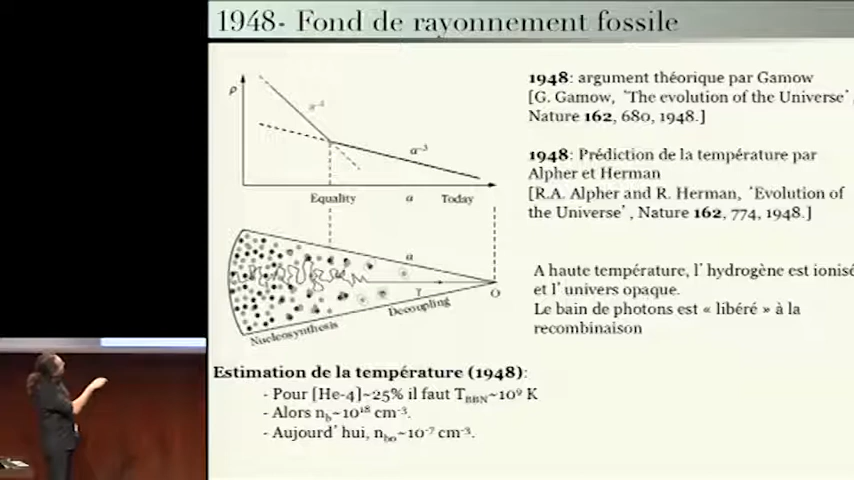 1948- Fond de rayonnement fossile
ρ
a⁻⁴
a⁻³
Equality
a
Today
a
γ
O
Decoupling
Nucleosynthesis
1948: argument théorique par Gamow
[G. Gamow, 'The evolution of the Universe',
Nature 162, 680, 1948.]
1948: Prédiction de la température par
Alpher et Herman
[R.A. Alpher and R. Herman, 'Evolution of
the Universe', Nature 162, 774, 1948.]
A haute température, l'hydrogène est ionisé
et l'univers opaque.
Le bain de photons est « libéré » à la
recombinaison
Estimation de la température (1948):
- Pour [He-4]~25% il faut T_BBN~10⁹ K
- Alors n_b~10¹⁸ cm⁻³.
- Aujourd'hui, n_b0~10⁻⁷ cm⁻³.